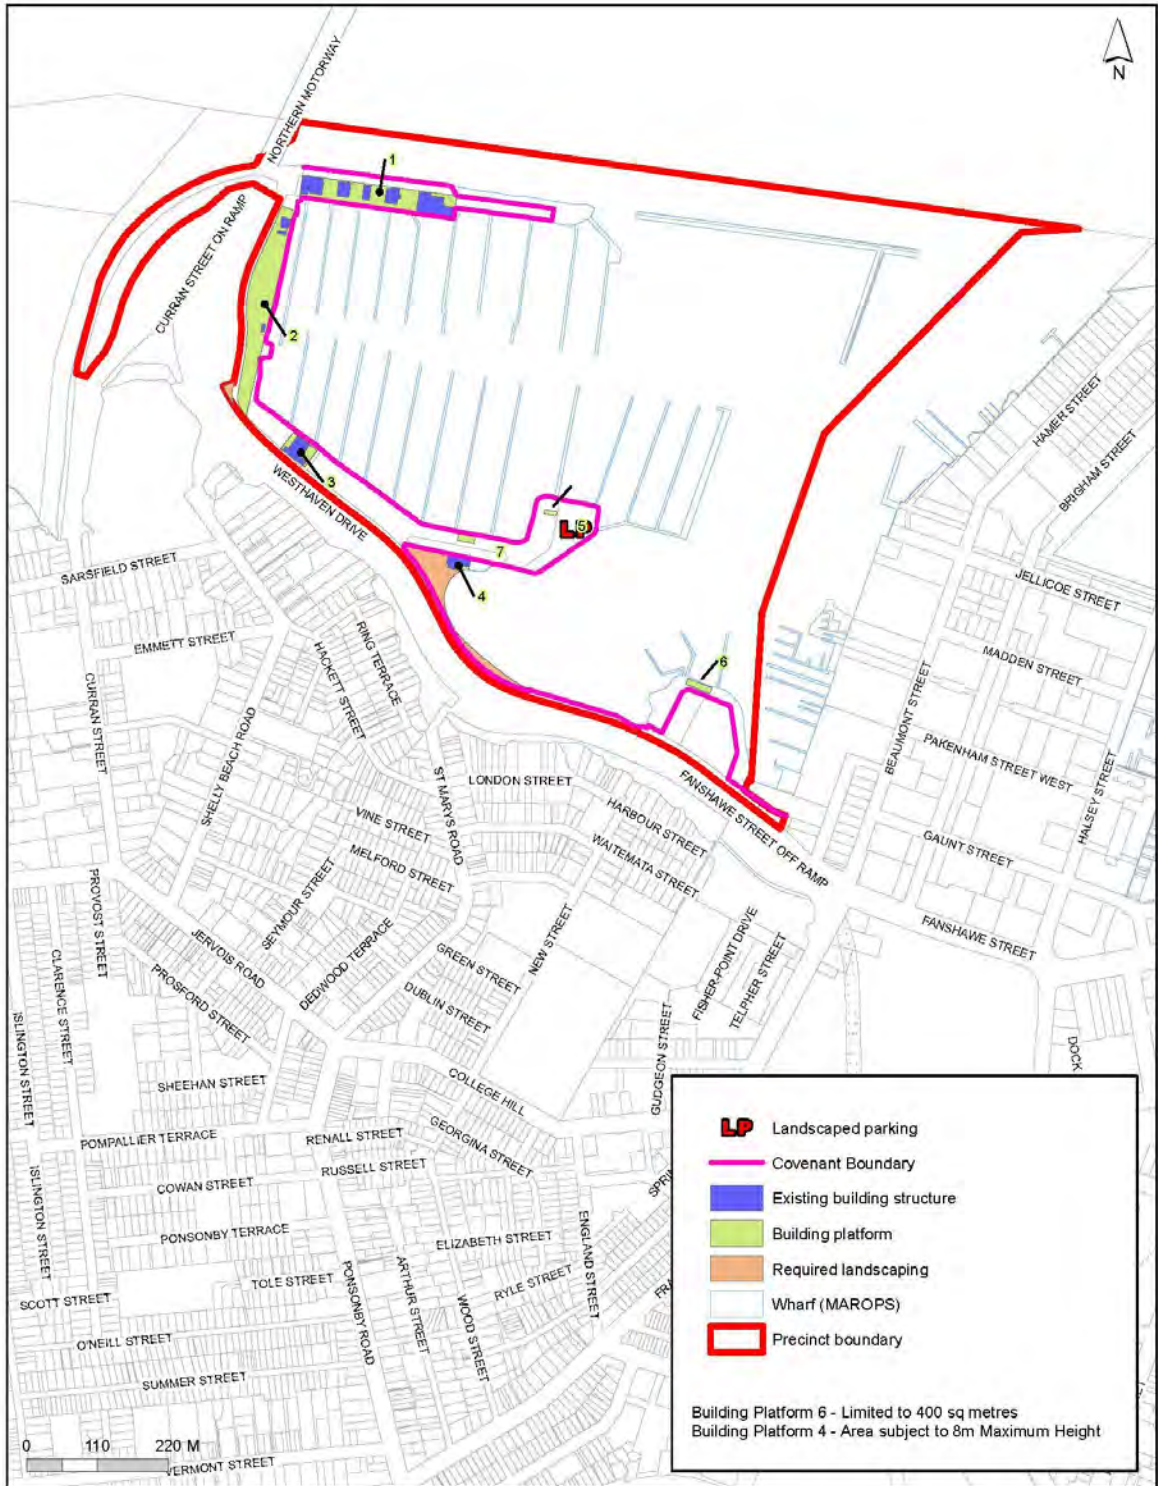 N
NORTHERN MOTORWAY
1
CURRAN STREET ON RAMP
2
HAMER STREET
BRIGHAM STREET
3
WESTHAVEN DRIVE
LP
5
7
4
SARSFIELD STREET
JELLICOE STREET
EMMETT STREET
RING TERRACE
HACKETT STREET
MADDEN STREET
6
CURRAN STREET
SHELLY BEACH ROAD
BEAUMONT STREET
PAKENHAM STREET WEST
HALSEY STREET
ST MARYS ROAD
LONDON STREET
FANSHAWE STREET OFF RAMP
HARBOUR STREET
VINE STREET
WAITEMATA STREET
GAUNT STREET
MELFORD STREET
SEYMOUR STREET
PROVOST STREET
JERVOIS ROAD
DEDWOOD TERRACE
NEW STREET
GREEN STREET
FISHER-POINT DRIVE
TELPHER STREET
FANSHAWE STREET
CLARENCE STREET
PROSFORD STREET
DUBLIN STREET
ISLINGTON STREET
GUDGEON STREET
DOCK
SHEEHAN STREET
COLLEGE HILL
POMPALLIER TERRACE
RENALL STREET
GEORGINA STREET
RUSSELL STREET
COWAN STREET
SPRIN
ISLINGTON STREET
PONSONBY TERRACE
ELIZABETH STREET
ENGLAND STREET
TOLE STREET
PONSONBY ROAD
ARTHUR STREET
WOOD STREET
RYLE STREET
FRA
SCOTT STREET
O'NEILL STREET
SUMMER STREET
VERMONT STREET
0 110 220 M
LP Landscaped parking
Covenant Boundary
Existing building structure
Building platform
Required landscaping
Wharf (MAROPS)
Precinct boundary
Building Platform 6 - Limited to 400 sq metres
Building Platform 4 - Area subject to 8m Maximum Height